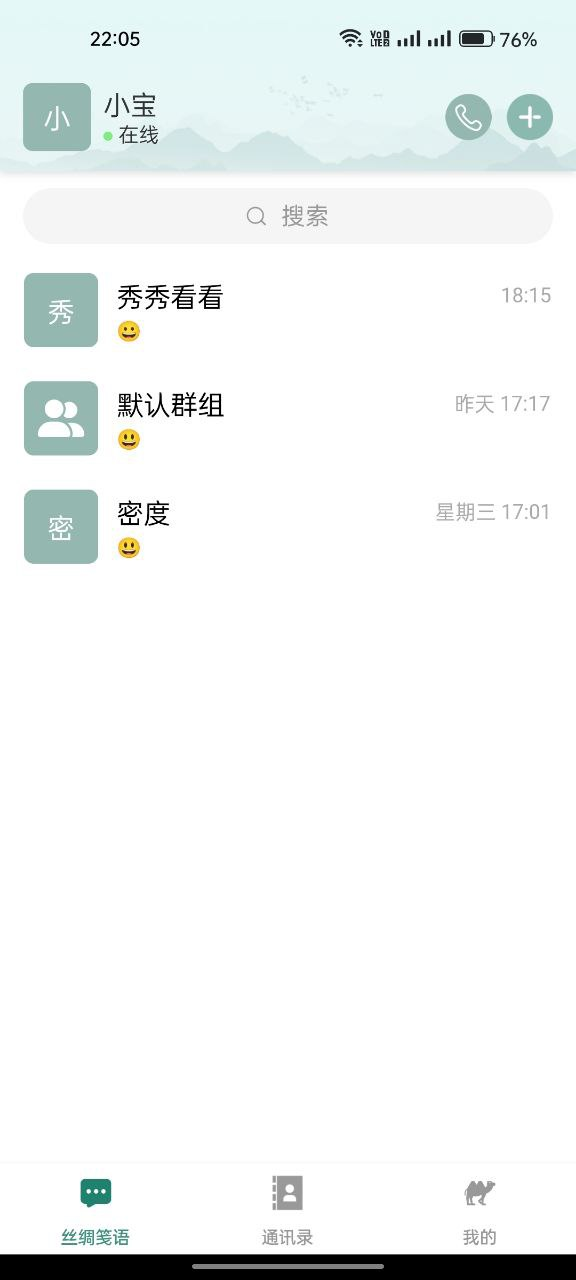 22:05 VoD LTE2 76%
小 小宝
在线
搜索
秀 秀秀看看 18:15
😀
默认群组 昨天 17:17
😃
密 密度 星期三 17:01
😃
丝绸笺语 通讯录 我的